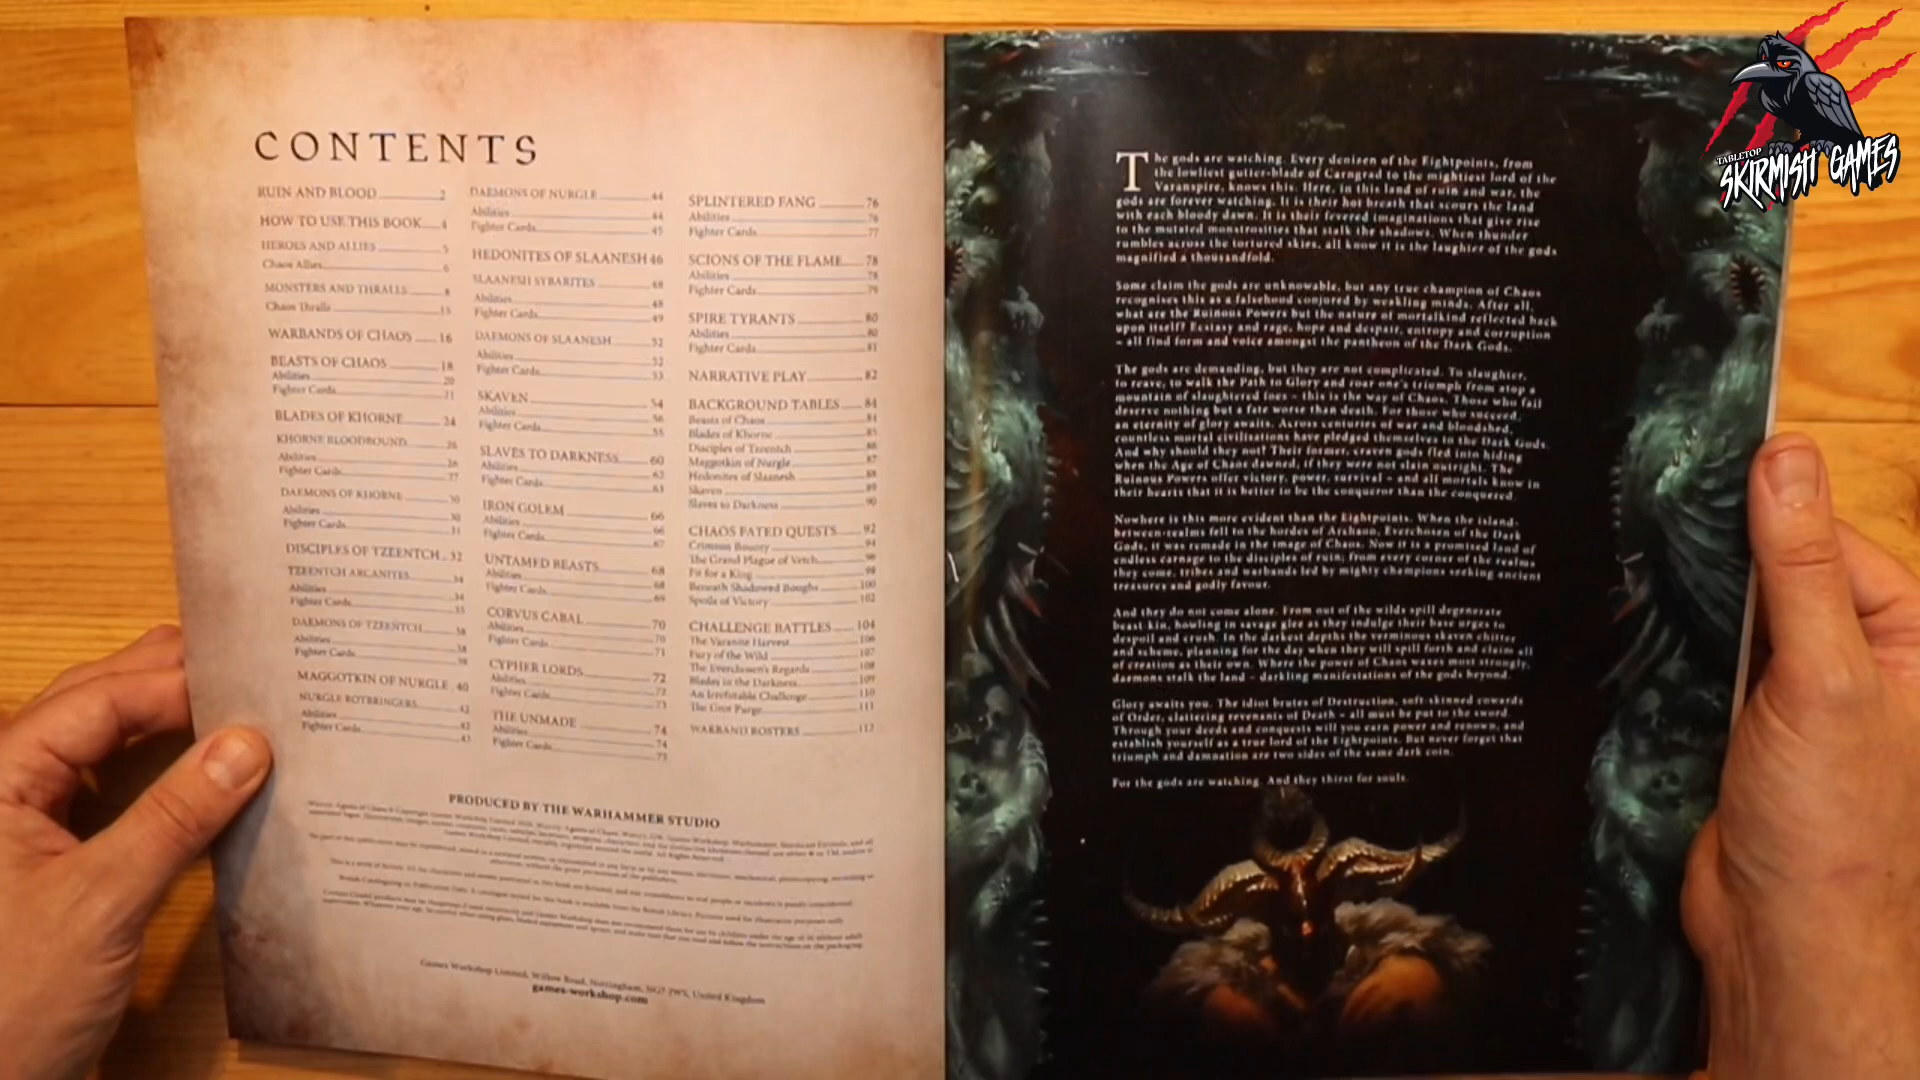 CONTENTS
RUIN AND BLOOD 2
HOW TO USE THIS BOOK 4
HEROES AND ALLIES 5
Chaos Allies 6
MONSTERS AND THRALLS 8
Chaos Thralls 15
WARBANDS OF CHAOS 16
BEASTS OF CHAOS 18
Abilities 20
Fighter Cards 21
BLADES OF KHORNE 24
KHORNE BLOODBOUND 26
Abilities 26
Fighter Cards 27
DAEMONS OF KHORNE 30
Abilities 30
Fighter Cards 31
DISCIPLES OF TZEENTCH 32
TZEENTCH ARCANITES 34
Abilities 34
Fighter Cards 35
DAEMONS OF TZEENTCH 38
Abilities 38
Fighter Cards 39
MAGGOTKIN OF NURGLE 40
NURGLE ROTBRINGERS 42
Abilities 42
Fighter Cards 43
DAEMONS OF NURGLE 44
Abilities 44
Fighter Cards 45
HEDONITES OF SLAANESH 46
SLAANESH SYBARITES 48
Abilities 48
Fighter Cards 49
DAEMONS OF SLAANESH 52
Abilities 52
Fighter Cards 53
SKAVEN 54
Abilities 56
Fighter Cards 55
SLAVES TO DARKNESS 60
Abilities 62
Fighter Cards 63
IRON GOLEM 66
Abilities 66
Fighter Cards 67
UNTAMED BEASTS 68
Abilities 68
Fighter Cards 69
CORVUS CABAL 70
Abilities 70
Fighter Cards 71
CYPHER LORDS 72
Abilities 72
Fighter Cards 73
THE UNMADE 74
Abilities 74
Fighter Cards 75
SPLINTERED FANG 76
Abilities 76
Fighter Cards 77
SCIONS OF THE FLAME 78
Abilities 78
Fighter Cards 79
SPIRE TYRANTS 80
Abilities 80
Fighter Cards 81
NARRATIVE PLAY 82
BACKGROUND TABLES 84
Beasts of Chaos 84
Blades of Khorne 85
Disciples of Tzeentch 86
Maggotkin of Nurgle 87
Hedonites of Slaanesh 88
Skaven 89
Slaves to Darkness 90
CHAOS FATED QUESTS 92
Crimson Bounty 94
The Grand Plague of Vetch 96
Fit for a King 98
Beneath Shadowed Boughs 100
Spoils of Victory 102
CHALLENGE BATTLES 104
The Varanite Harvest 106
Fury of the Wild 107
The Everchosen's Regards 108
Blades in the Darkness 109
An Irrefutable Challenge 110
The Grot Purge 111
WARBAND ROSTERS 112
PRODUCED BY THE WARHAMMER STUDIO
Games Workshop Limited, Willow Road, Nottingham, NG7 2WS, United Kingdom
games-workshop.com
The gods are watching. Every denizen of the Eightpoints, from
the lowliest gutter-blade of Carngrad to the mightiest lord of the
Varanspire, knows this. Here, in this land of ruin and war, the
gods are forever watching. It is their hot breath that scours the land
with each bloody dawn. It is their fevered imaginations that give rise
to the mutated monstrosities that stalk the shadows. When thunder
rumbles across the tortured skies, all know it is the laughter of the gods
magnified a thousandfold.
Some claim the gods are unknowable, but any true champion of Chaos
recognises this as a falsehood conjured by weakling minds. After all,
what are the Ruinous Powers but the nature of mortalkind reflected back
upon itself? Ecstasy and rage, hope and despair, entropy and corruption
– all find form and voice amongst the pantheon of the Dark Gods.
The gods are demanding, but they are not complicated. To slaughter,
to reave, to walk the Path to Glory and roar one's triumph from atop a
mountain of slaughtered foes – this is the way of Chaos. Those who fail
deserve nothing but a fate worse than death. For those who succeed,
an eternity of glory awaits. Across centuries of war and bloodshed,
countless mortal civilisations have pledged themselves to the Dark Gods.
And why should they not? Their former, craven gods fled into hiding
when the Age of Chaos dawned, if they were not slain outright. The
Ruinous Powers offer victory, power, survival – and all mortals know in
their hearts that it is better to be the conqueror than the conquered.
Nowhere is this more evident than the Eightpoints. When the island-
between-realms fell to the hordes of Archaon, Everchosen of the Dark
Gods, it was remade in the image of Chaos. Now it is a promised land of
endless carnage to the disciples of ruin; from every corner of the realms
they come, tribes and warbands led by mighty champions seeking ancient
treasures and godly favour.
And they do not come alone. From out of the wilds spill degenerate
beast kin, howling in savage glee as they indulge their base urges to
despoil and crush. In the darkest depths the verminous skaven chitter
and scheme, planning for the day when they will spill forth and claim all
of creation as their own. Where the power of Chaos waxes most strongly,
daemons stalk the land – darkling manifestations of the gods beyond.
Glory awaits you. The idiot brutes of Destruction, soft-skinned cowards
of Order, clattering revenants of Death – all must be put to the sword.
Through your deeds and conquests will you earn power and renown, and
establish yourself as a true lord of the Eightpoints. But never forget that
triumph and damnation are two sides of the same dark coin.
For the gods are watching. And they thirst for souls.
TABLETOP
SKIRMISH GAMES